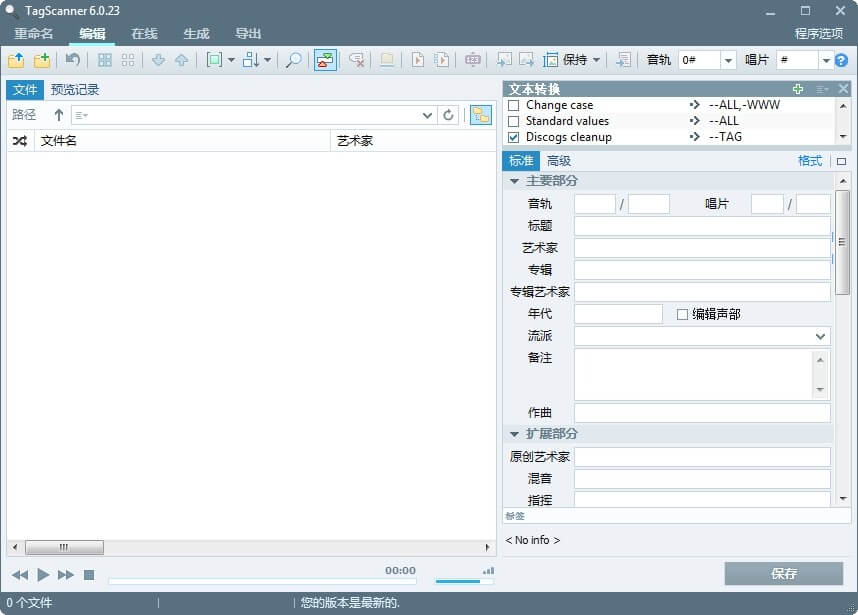 TagScanner 6.0.23
重命名 编辑 在线 生成 导出 程序选项
保持 音轨 0# 唱片 #
文件 预览记录
路径
文件名 艺术家
文本转换
Change case --ALL,-WWW
Standard values --ALL
Discogs cleanup --TAG
标准 高级 格式
主要部分
音轨 / 唱片 /
标题
艺术家
专辑
专辑艺术家
年代 编辑声部
流派
备注
作曲
扩展部分
原创艺术家
混音
指挥
标签
< No info >
00:00
保存
0 个文件 您的版本是最新的.